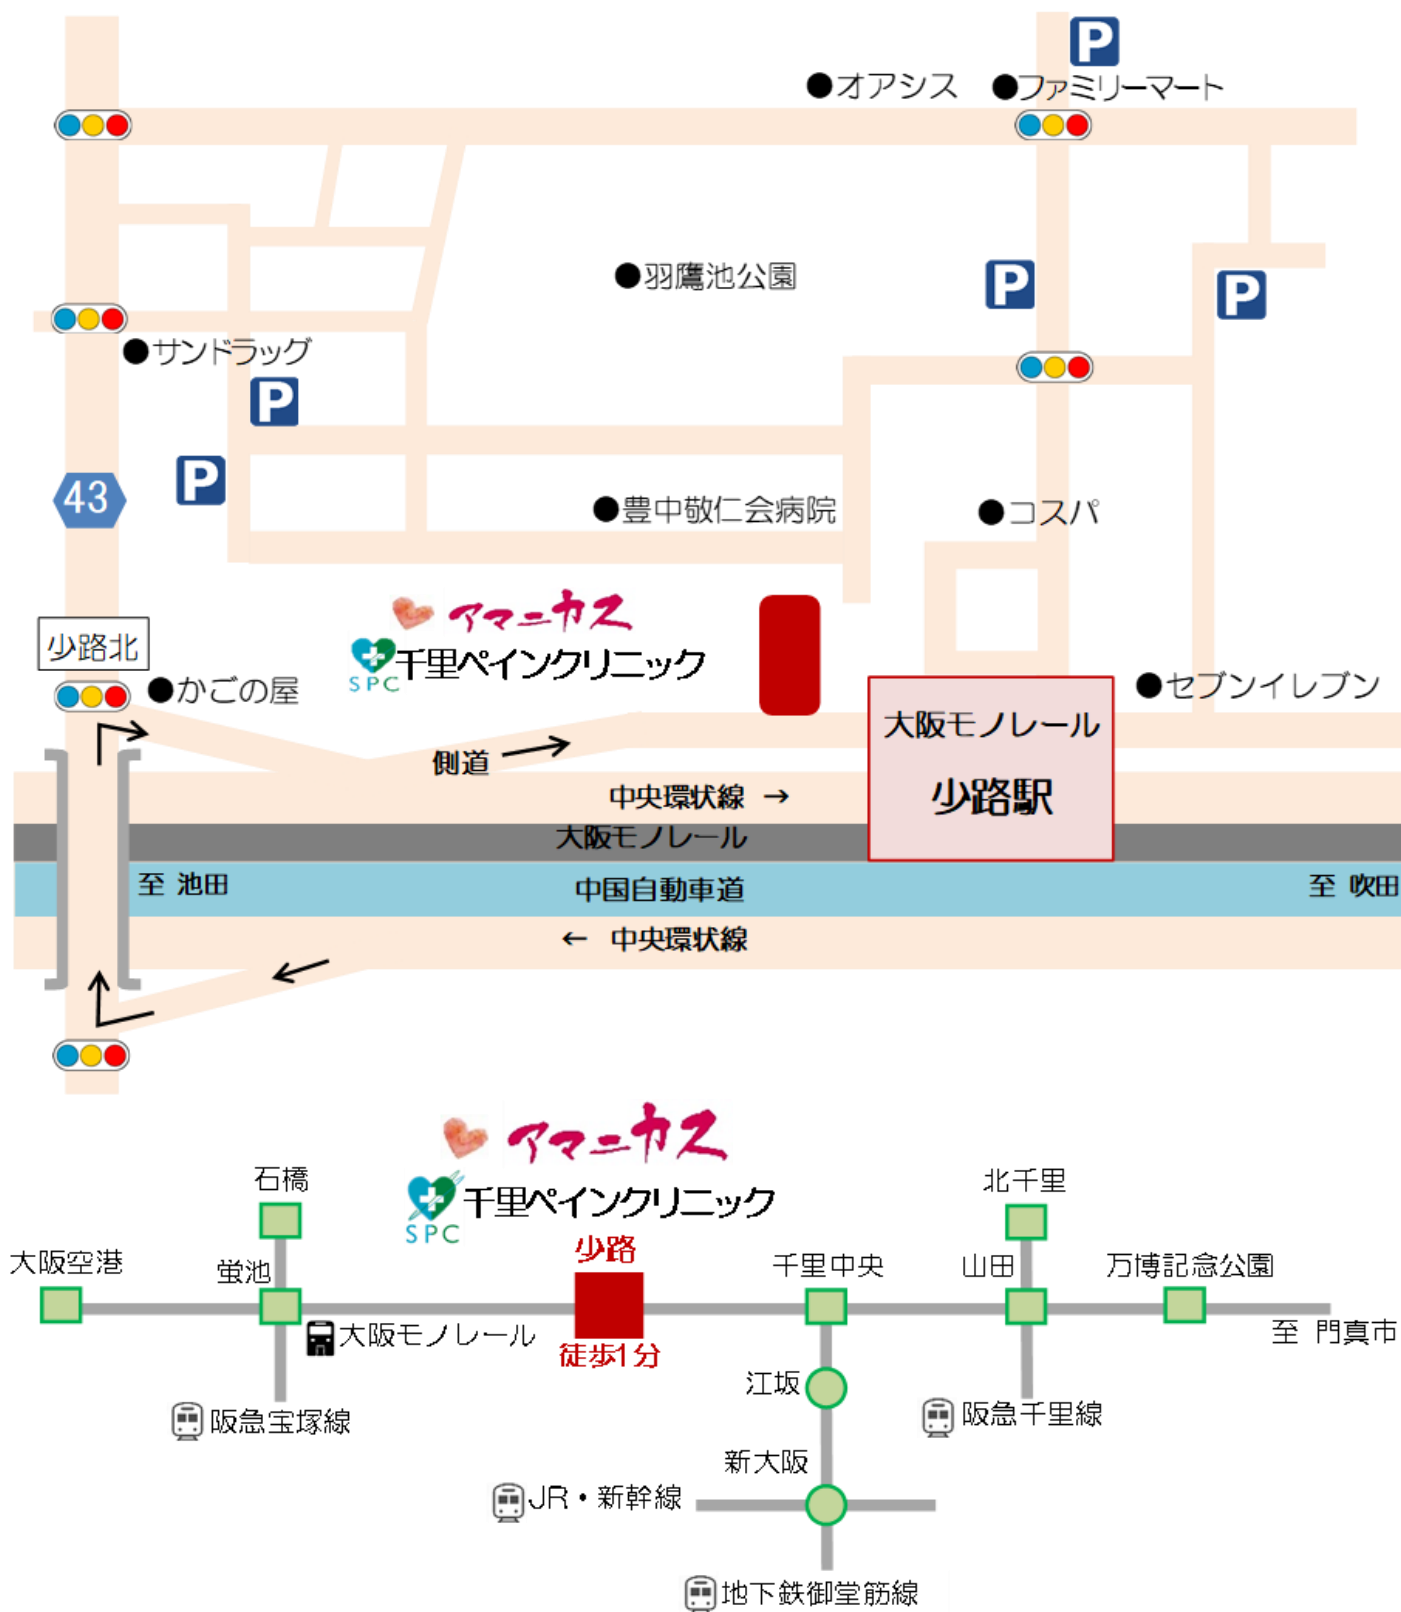 P
●オアシス
●ファミリーマート
●羽鷹池公園
P
P
●サンドラッグ
P
P
43
●豊中敬仁会病院
●コスパ
アマニカス
少路北
SPC
千里ペインクリニック
●かごの屋
●セブンイレブン
大阪モノレール
少路駅
側道
中央環状線 →
大阪モノレール
至 池田
中国自動車道
至 吹田
← 中央環状線
アマニカス
SPC
千里ペインクリニック
石橋
北千里
少路
大阪空港
蛍池
千里中央
山田
万博記念公園
大阪モノレール
徒歩1分
至 門真市
江坂
阪急宝塚線
阪急千里線
新大阪
JR・新幹線
地下鉄御堂筋線